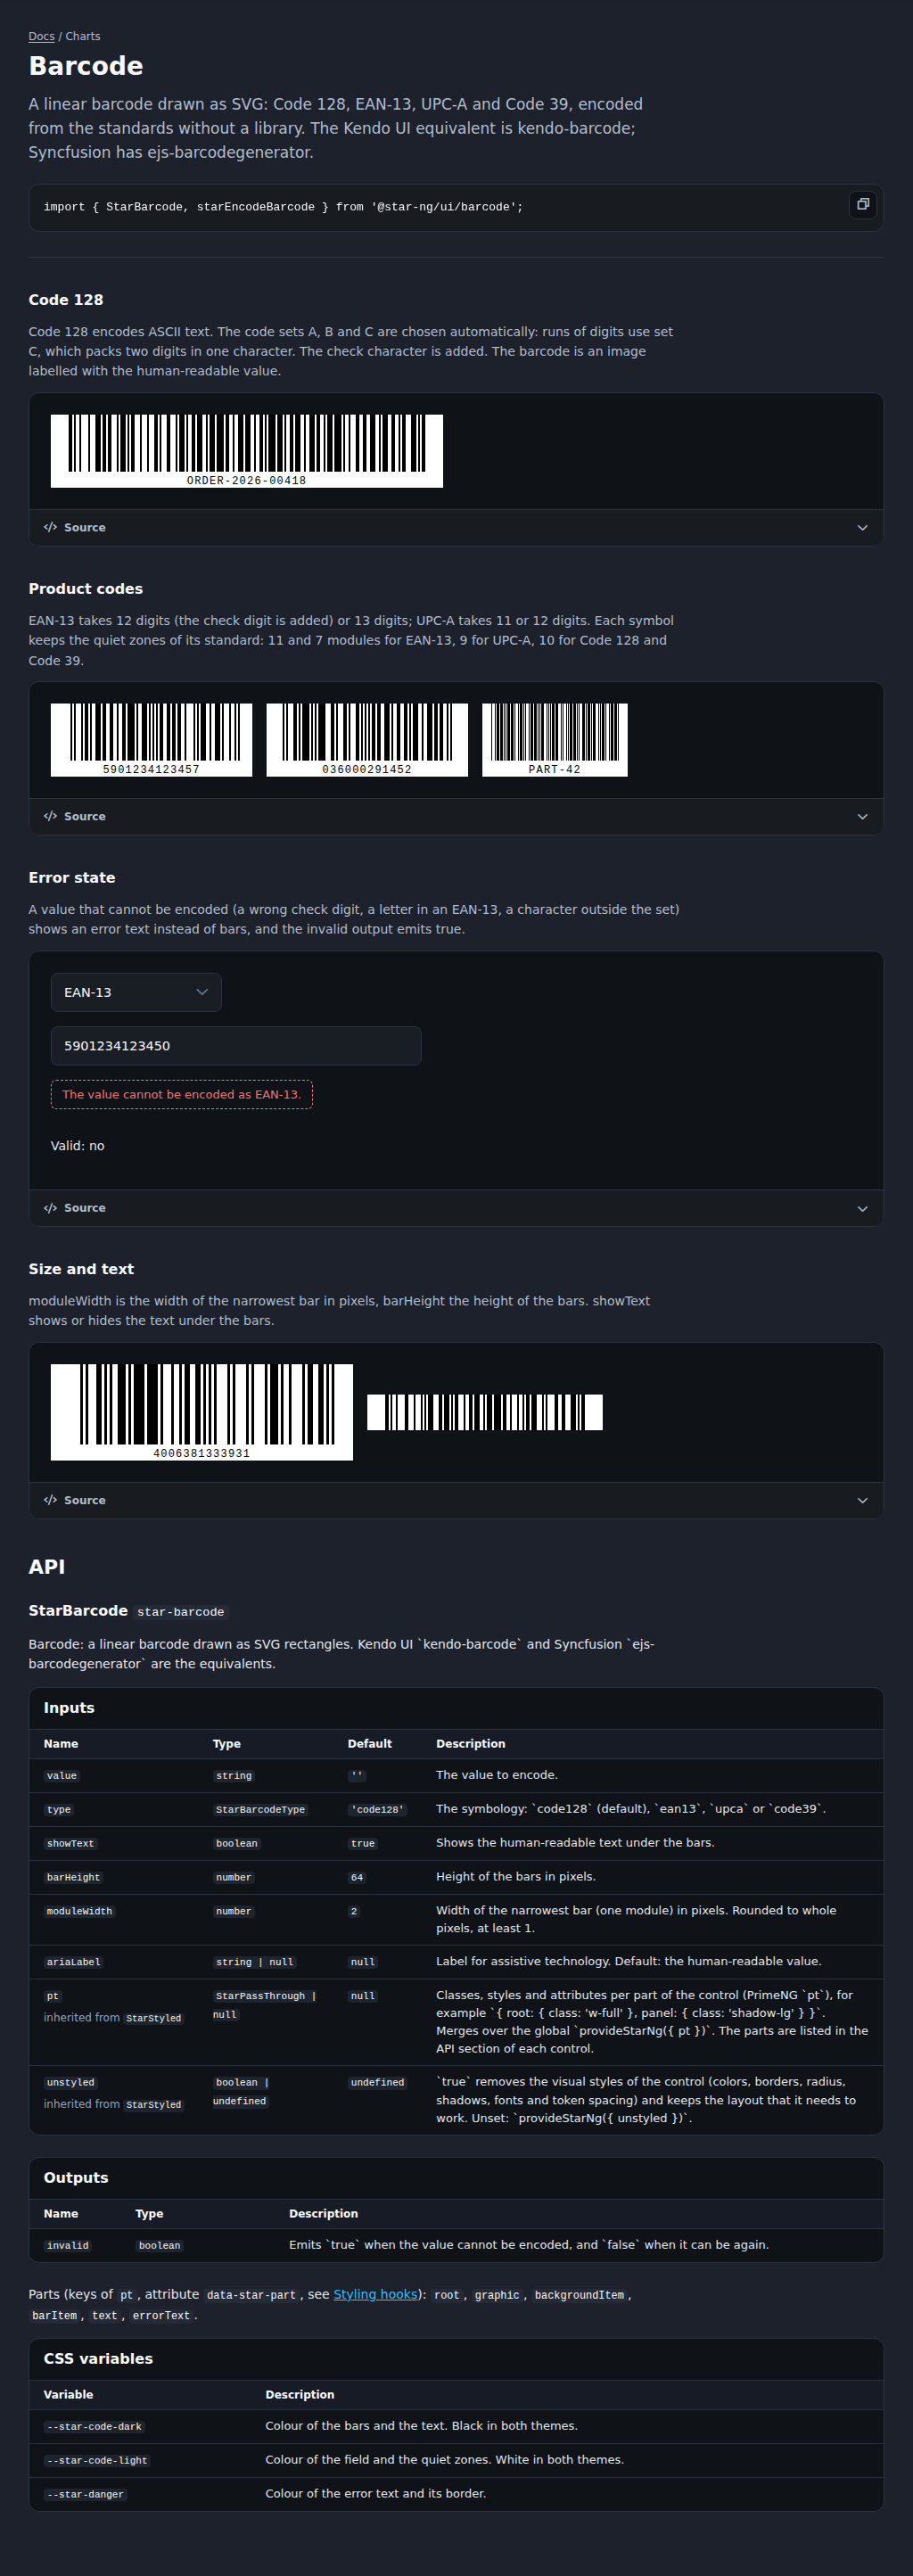 Docs / Charts
Barcode
A linear barcode drawn as SVG: Code 128, EAN-13, UPC-A and Code 39, encoded
from the standards without a library. The Kendo UI equivalent is kendo-barcode;
Syncfusion has ejs-barcodegenerator.
import { StarBarcode, starEncodeBarcode } from '@star-ng/ui/barcode';
Code 128
Code 128 encodes ASCII text. The code sets A, B and C are chosen automatically: runs of digits use set
C, which packs two digits in one character. The check character is added. The barcode is an image
labelled with the human-readable value.
ORDER-2026-00418
Source
Product codes
EAN-13 takes 12 digits (the check digit is added) or 13 digits; UPC-A takes 11 or 12 digits. Each symbol
keeps the quiet zones of its standard: 11 and 7 modules for EAN-13, 9 for UPC-A, 10 for Code 128 and
Code 39.
5901234123457 036000291452 PART-42
Source
Error state
A value that cannot be encoded (a wrong check digit, a letter in an EAN-13, a character outside the set)
shows an error text instead of bars, and the invalid output emits true.
EAN-13
5901234123450
The value cannot be encoded as EAN-13.
Valid: no
Source
Size and text
moduleWidth is the width of the narrowest bar in pixels, barHeight the height of the bars. showText
shows or hides the text under the bars.
4006381333931
Source
API
StarBarcode star-barcode
Barcode: a linear barcode drawn as SVG rectangles. Kendo UI `kendo-barcode` and Syncfusion `ejs-
barcodegenerator` are the equivalents.
Inputs
Name Type Default Description
value string '' The value to encode.
type StarBarcodeType 'code128' The symbology: `code128` (default), `ean13`, `upca` or `code39`.
showText boolean true Shows the human-readable text under the bars.
barHeight number 64 Height of the bars in pixels.
moduleWidth number 2 Width of the narrowest bar (one module) in pixels. Rounded to whole
pixels, at least 1.
ariaLabel string | null null Label for assistive technology. Default: the human-readable value.
pt StarPassThrough | null Classes, styles and attributes per part of the control (PrimeNG `pt`), for
inherited from StarStyled null example `{ root: { class: 'w-full' }, panel: { class: 'shadow-lg' } }`.
Merges over the global `provideStarNg({ pt })`. The parts are listed in the
API section of each control.
unstyled boolean | undefined `true` removes the visual styles of the control (colors, borders, radius,
inherited from StarStyled undefined shadows, fonts and token spacing) and keeps the layout that it needs to
work. Unset: `provideStarNg({ unstyled })`.
Outputs
Name Type Description
invalid boolean Emits `true` when the value cannot be encoded, and `false` when it can be again.
Parts (keys of pt, attribute data-star-part, see Styling hooks): root, graphic, backgroundItem,
barItem, text, errorText.
CSS variables
Variable Description
--star-code-dark Colour of the bars and the text. Black in both themes.
--star-code-light Colour of the field and the quiet zones. White in both themes.
--star-danger Colour of the error text and its border.